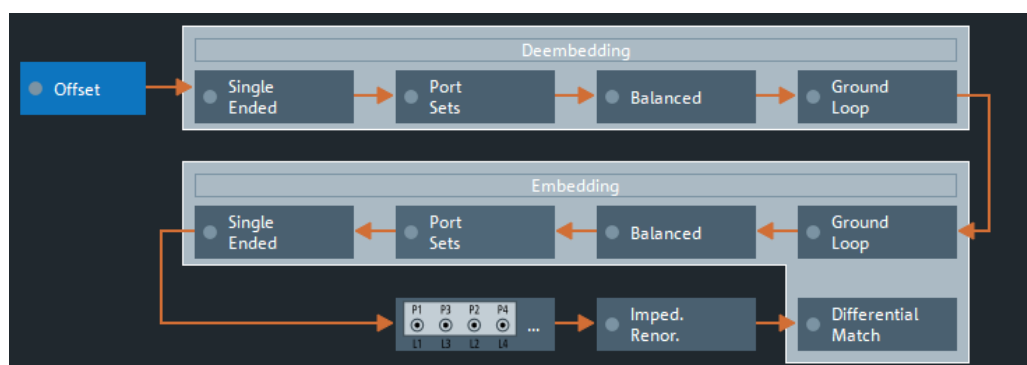 Deembedding
Offset
Single
Ended
Port
Sets
Balanced
Ground
Loop
Embedding
Single
Ended
Port
Sets
Balanced
Ground
Loop
P1 P3 P2 P4
L1 L3 L2 L4
...
Imped.
Renor.
Differential
Match